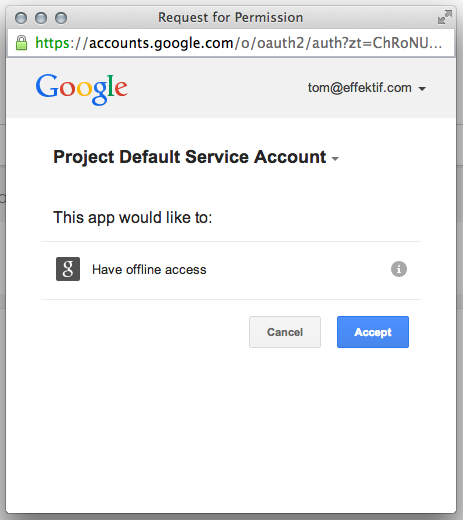 Request for Permission
https://accounts.google.com/o/oauth2/auth?zt=ChRoNU...
Google
tom@effektif.com
Project Default Service Account
This app would like to:
g Have offline access i
Cancel Accept